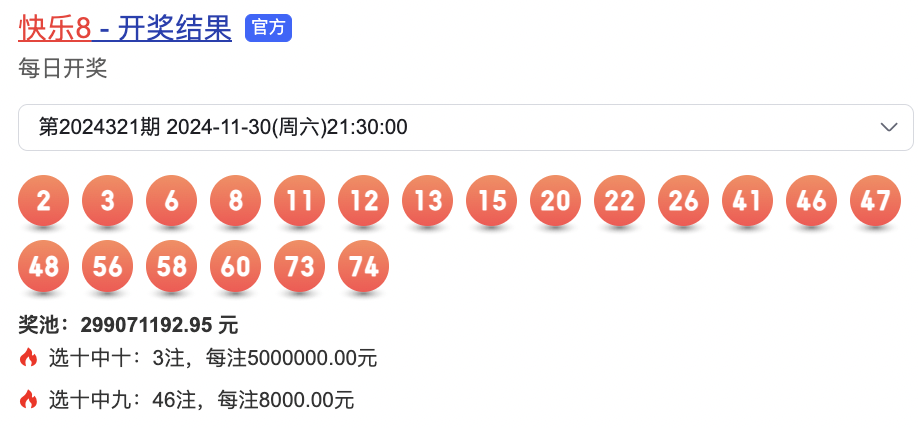 快乐8 - 开奖结果 官方
每日开奖
第2024321期 2024-11-30(周六)21:30:00
2 3 6 8 11 12 13 15 20 22 26 41 46 47
48 56 58 60 73 74
奖池：299071192.95 元
选十中十：3注，每注5000000.00元
选十中九：46注，每注8000.00元